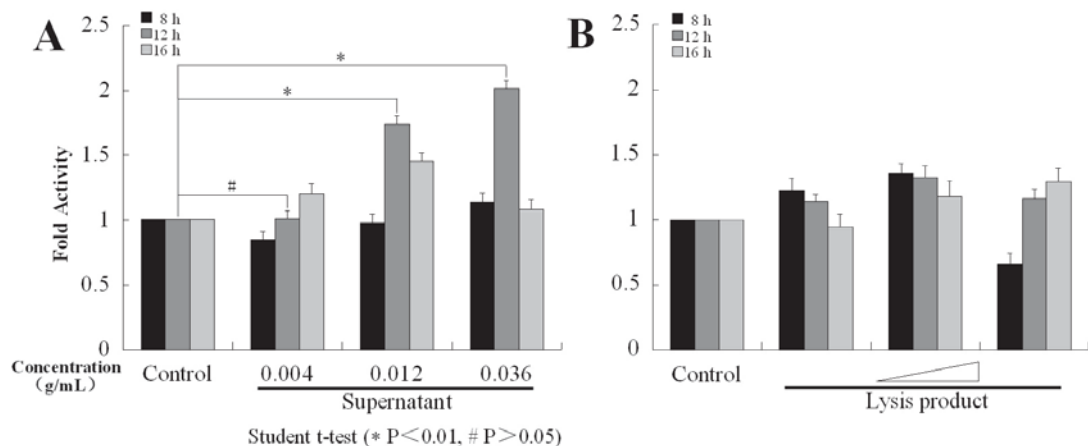 A
8 h
12 h
16 h
2.5
2
1.5
1
0.5
0
Fold Activity
*
*
#
Concentration
(g/mL)
Control
0.004
0.012
0.036
Supernatant
Student t-test (* P<0.01, # P>0.05)
B
8 h
12 h
16 h
2.5
2
1.5
1
0.5
0
Control
Lysis product